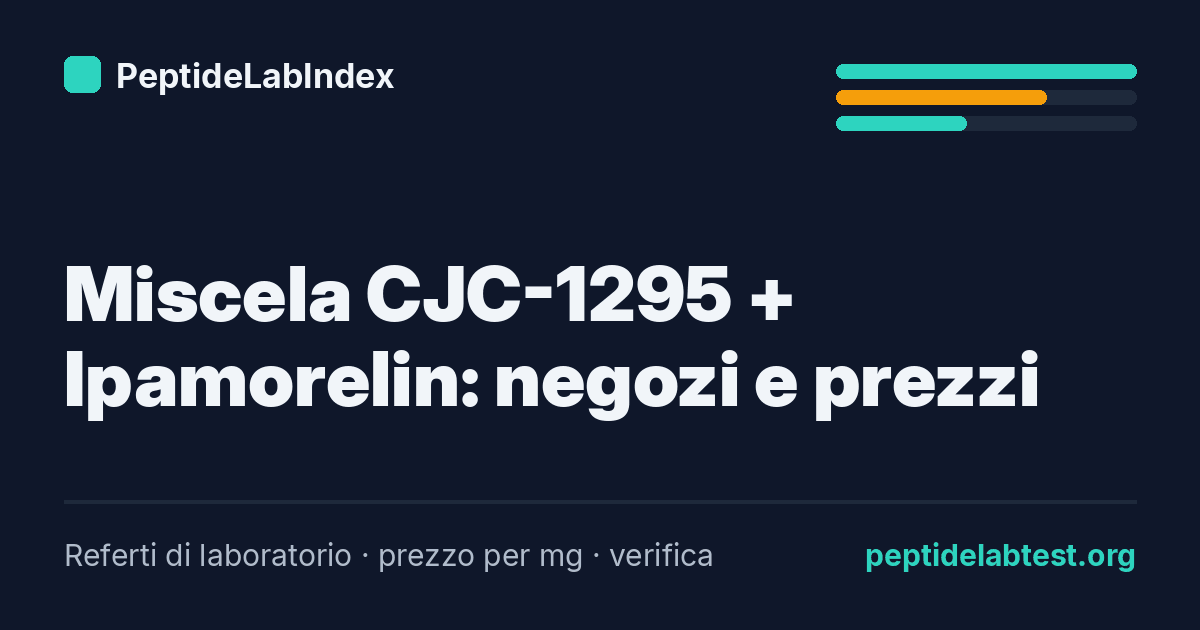 PeptideLabIndex
Miscela CJC-1295 +
Ipamorelin: negozi e prezzi
Referti di laboratorio · prezzo per mg · verifica
peptidelabtest.org